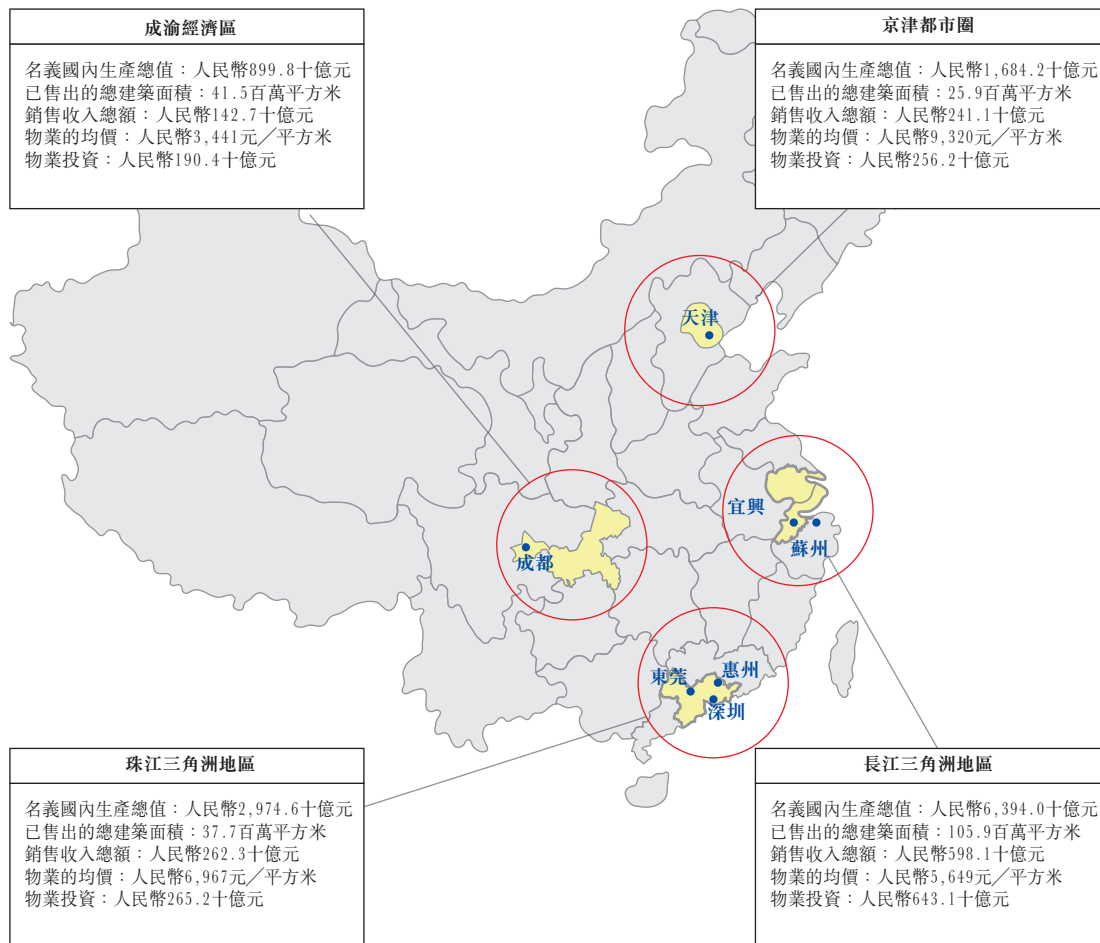 成渝經濟區
名義國內生產總值：人民幣899.8十億元
已售出的總建築面積：41.5百萬平方米
銷售收入總額：人民幣142.7十億元
物業的均價：人民幣3,441元／平方米
物業投資：人民幣190.4十億元
京津都市圈
名義國內生產總值：人民幣1,684.2十億元
已售出的總建築面積：25.9百萬平方米
銷售收入總額：人民幣241.1十億元
物業的均價：人民幣9,320元／平方米
物業投資：人民幣256.2十億元
天津
宜興
蘇州
成都
東莞
惠州
深圳
珠江三角洲地區
名義國內生產總值：人民幣2,974.6十億元
已售出的總建築面積：37.7百萬平方米
銷售收入總額：人民幣262.3十億元
物業的均價：人民幣6,967元／平方米
物業投資：人民幣265.2十億元
長江三角洲地區
名義國內生產總值：人民幣6,394.0十億元
已售出的總建築面積：105.9百萬平方米
銷售收入總額：人民幣598.1十億元
物業的均價：人民幣5,649元／平方米
物業投資：人民幣643.1十億元